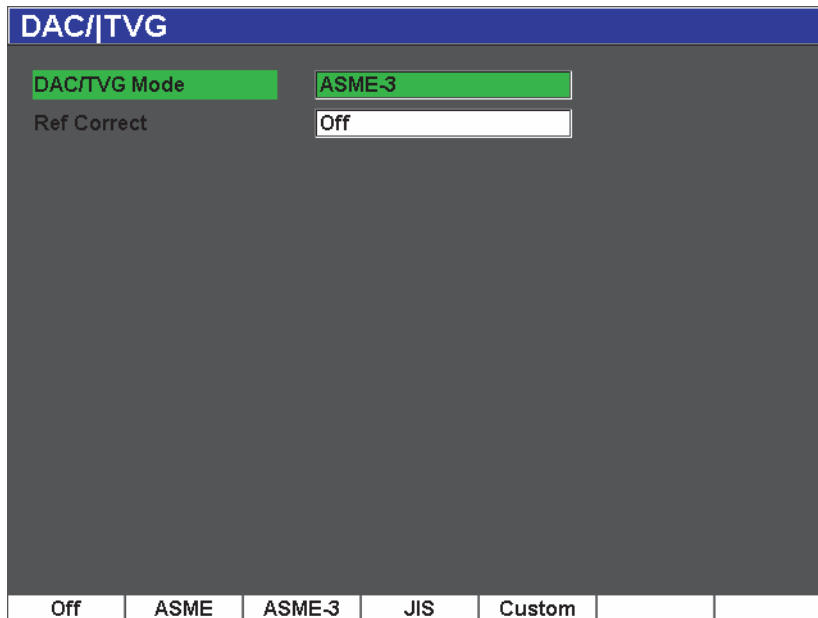 DAC/|TVG
DAC/TVG Mode ASME-3
Ref Correct Off
Off ASME ASME-3 JIS Custom